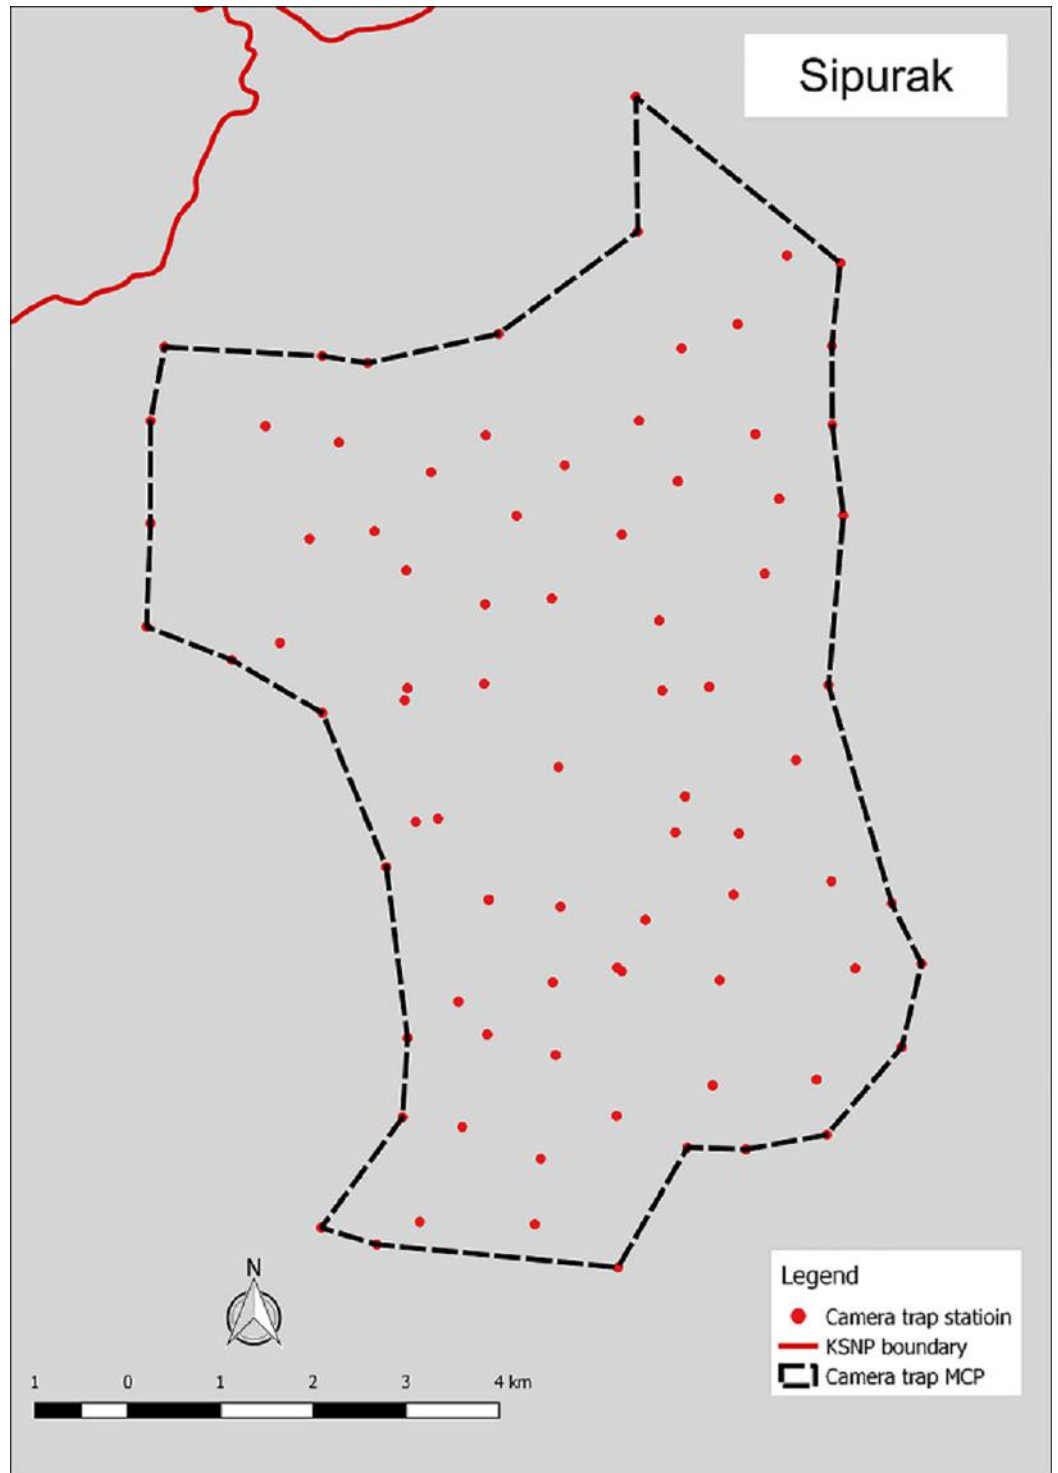 Sipurak
N
1 0 1 2 3 4 km
Legend
Camera trap statioin
KSNP boundary
Camera trap MCP